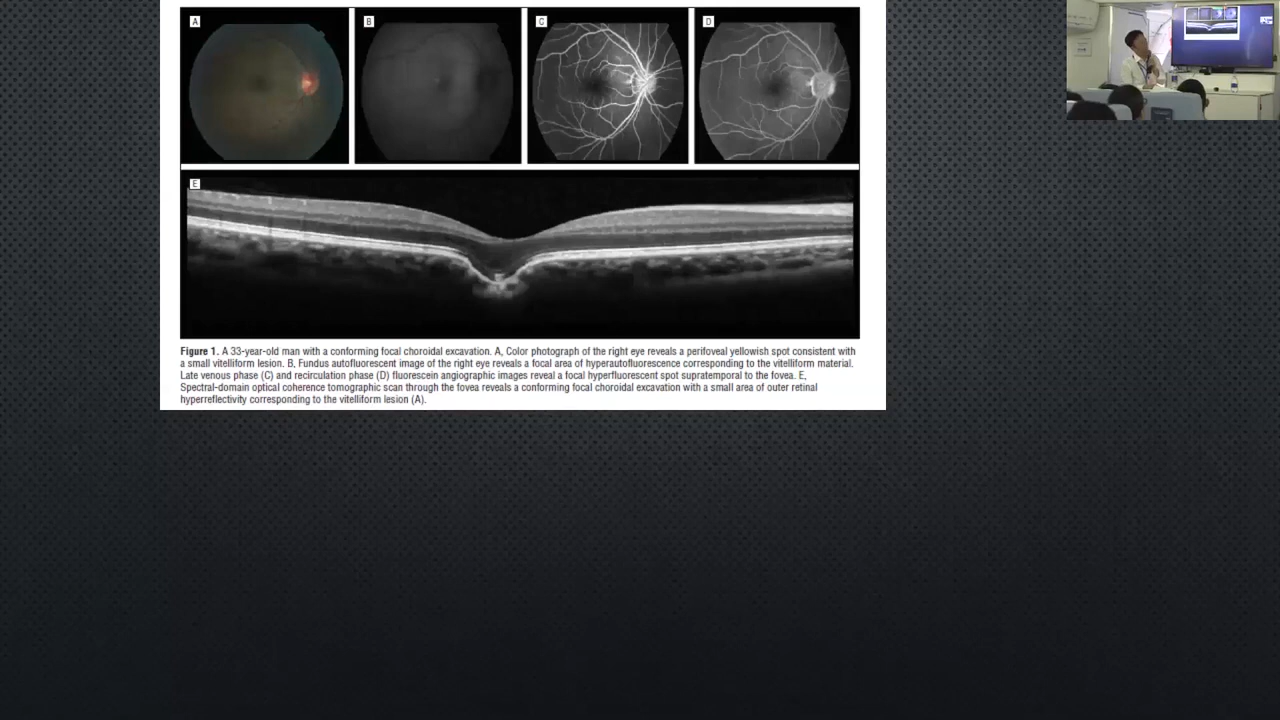 A
B
C
D
E
Figure 1. A 33-year-old man with a conforming focal choroidal excavation. A, Color photograph of the right eye reveals a perifoveal yellowish spot consistent with
a small vitelliform lesion. B, Fundus autofluorescent image of the right eye reveals a focal area of hyperautofluorescence corresponding to the vitelliform material.
Late venous phase (C) and recirculation phase (D) fluorescein angiographic images reveal a focal hyperfluorescent spot supratemporal to the fovea. E,
Spectral-domain optical coherence tomographic scan through the fovea reveals a conforming focal choroidal excavation with a small area of outer retinal
hyperreflectivity corresponding to the vitelliform lesion (A).